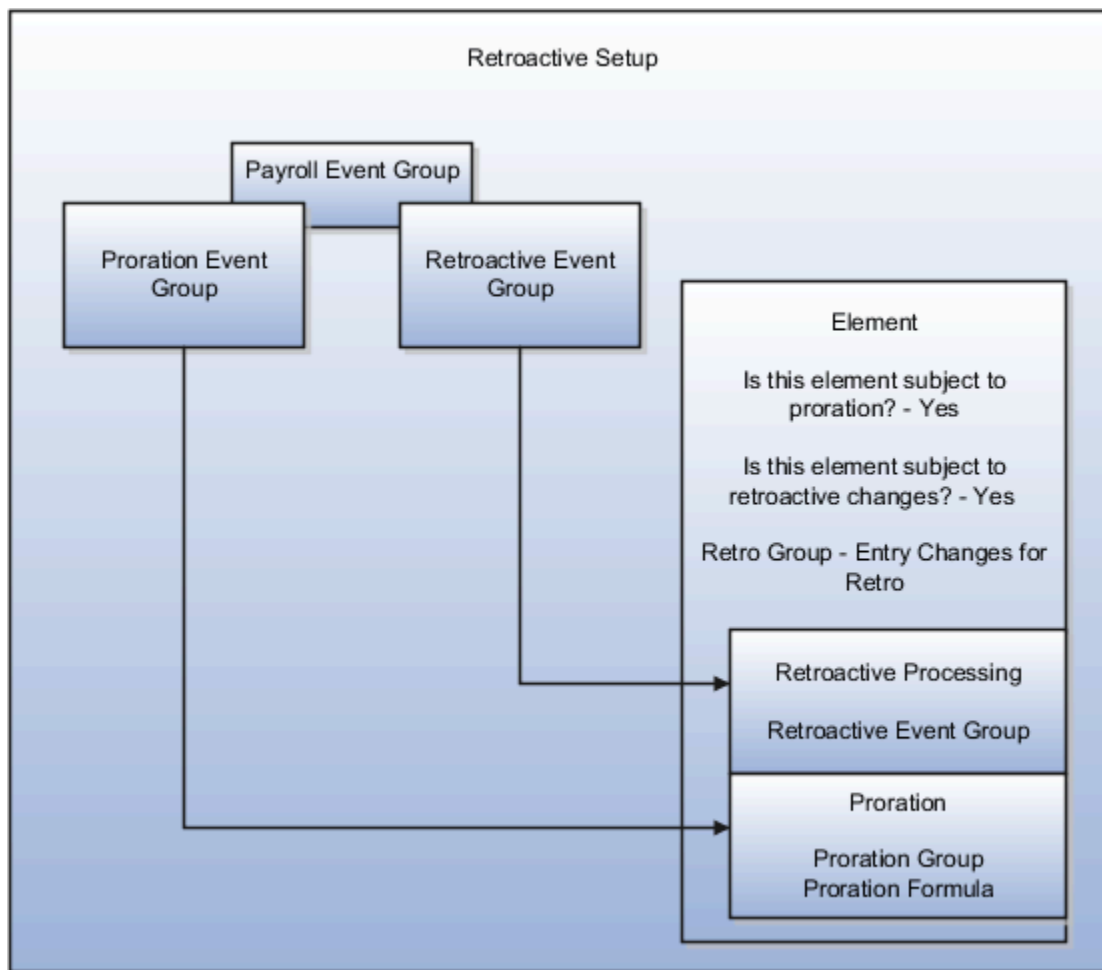 Retroactive Setup
Payroll Event Group
Proration Event
Group
Retroactive Event
Group
Element
Is this element subject to
proration? - Yes
Is this element subject to
retroactive changes? - Yes
Retro Group - Entry Changes for
Retro
Retroactive Processing
Retroactive Event Group
Proration
Proration Group
Proration Formula